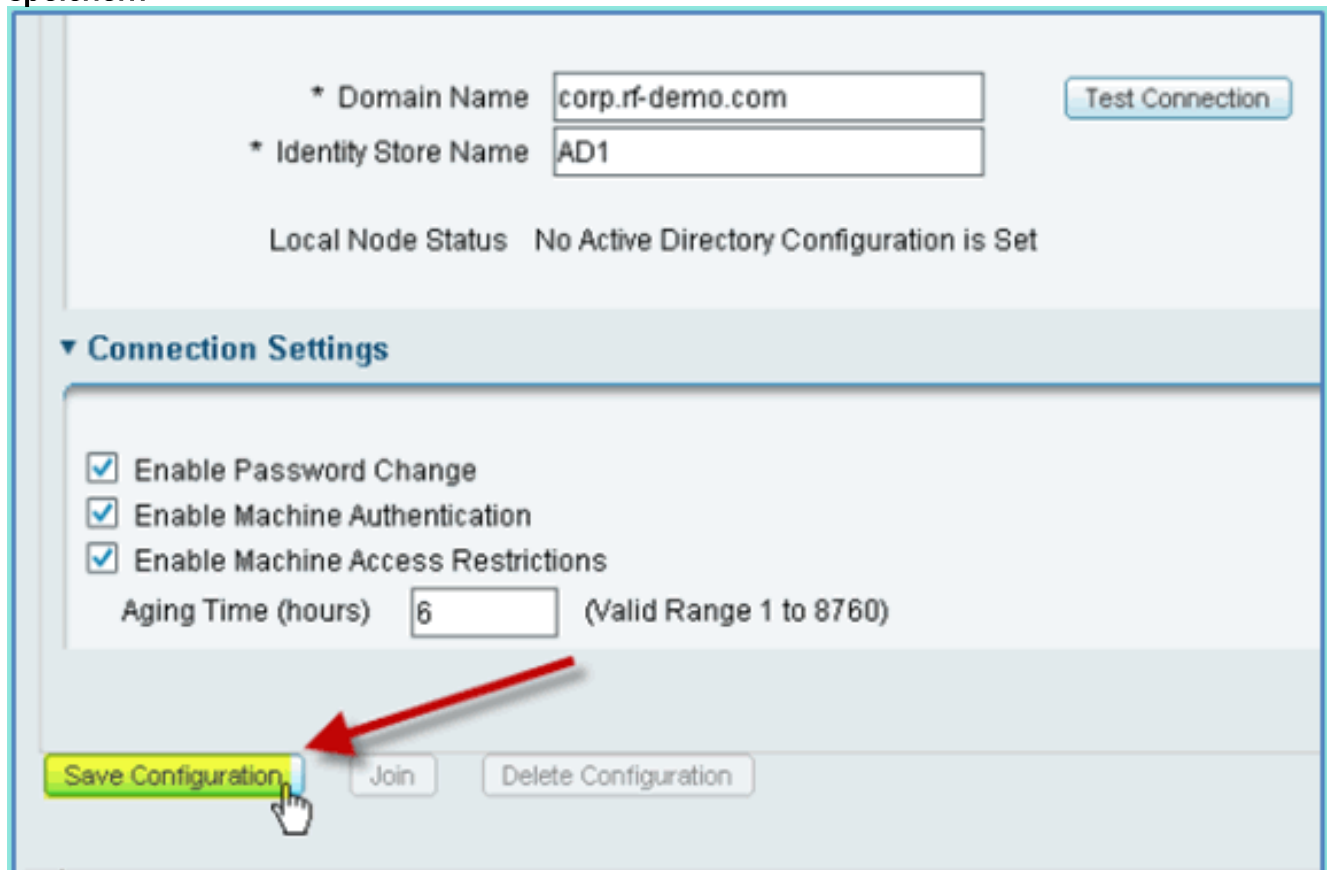 * Domain Name corp.rf-demo.com Test Connection
* Identity Store Name AD1
Local Node Status No Active Directory Configuration is Set
Connection Settings
Enable Password Change
Enable Machine Authentication
Enable Machine Access Restrictions
Aging Time (hours) 6 (Valid Range 1 to 8760)
Save Configuration Join Delete Configuration